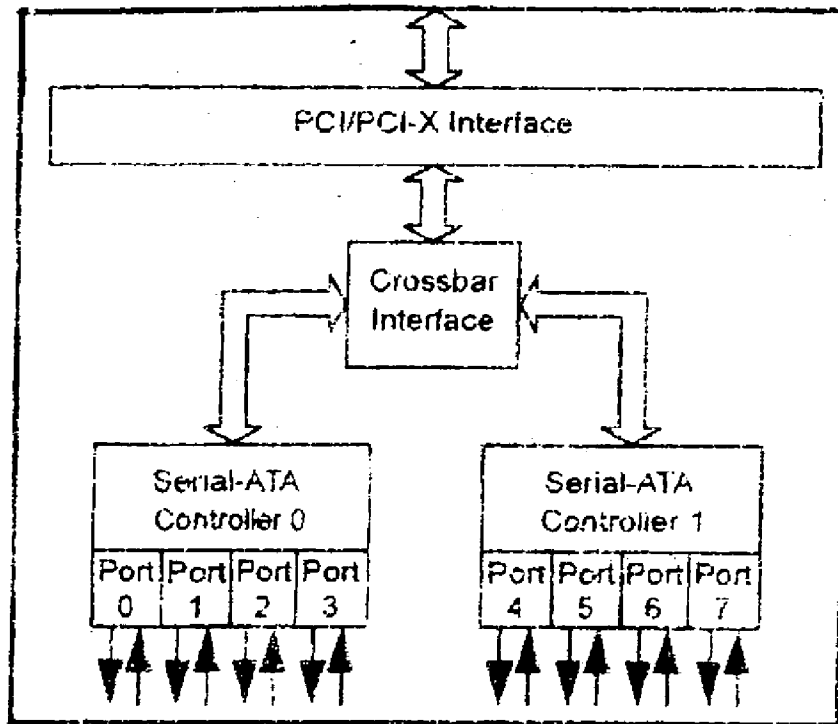 PCI/PCI-X Interface
Crossbar
Interface
Serial-ATA
Controller 0
Port Port Port Port
0 1 2 3
Serial-ATA
Controller 1
Port Port Port Port
4 5 6 7